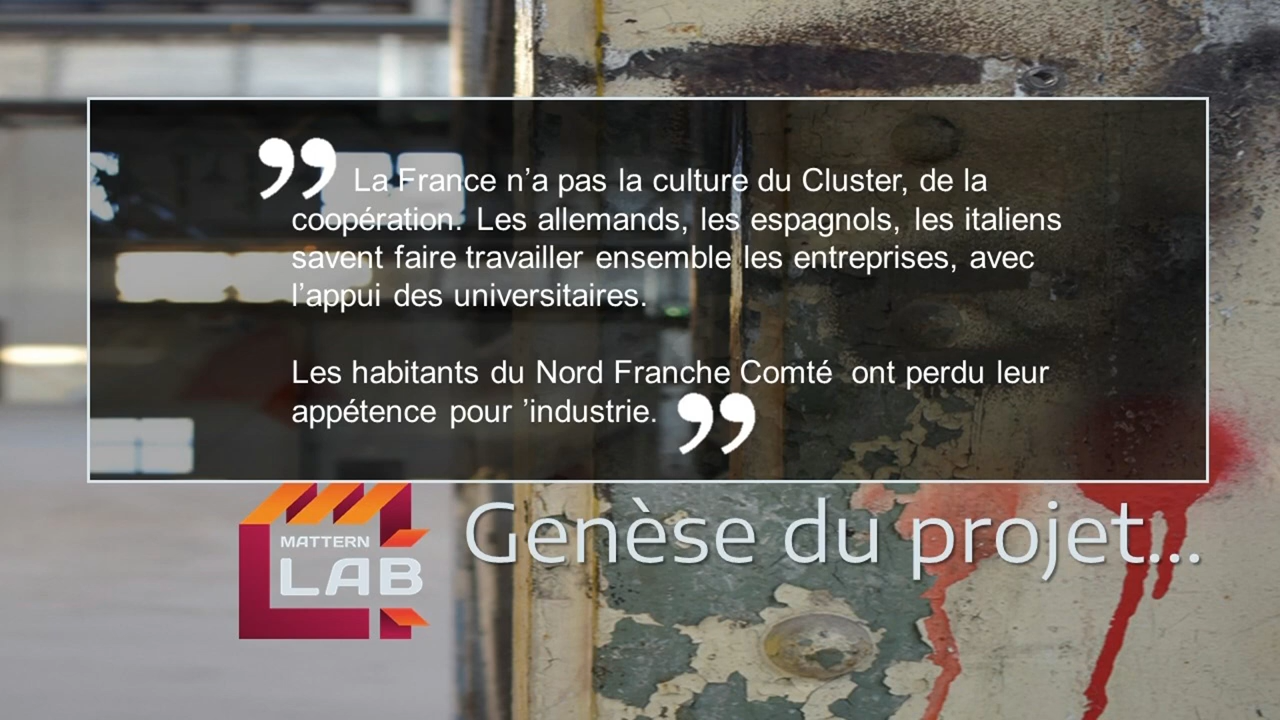 ” La France n’a pas la culture du Cluster, de la
coopération. Les allemands, les espagnols, les italiens
savent faire travailler ensemble les entreprises, avec
l’appui des universitaires.
Les habitants du Nord Franche Comté  ont perdu leur
appétence pour ’industrie. ”
MATTERN
LAB
Genèse du projet...